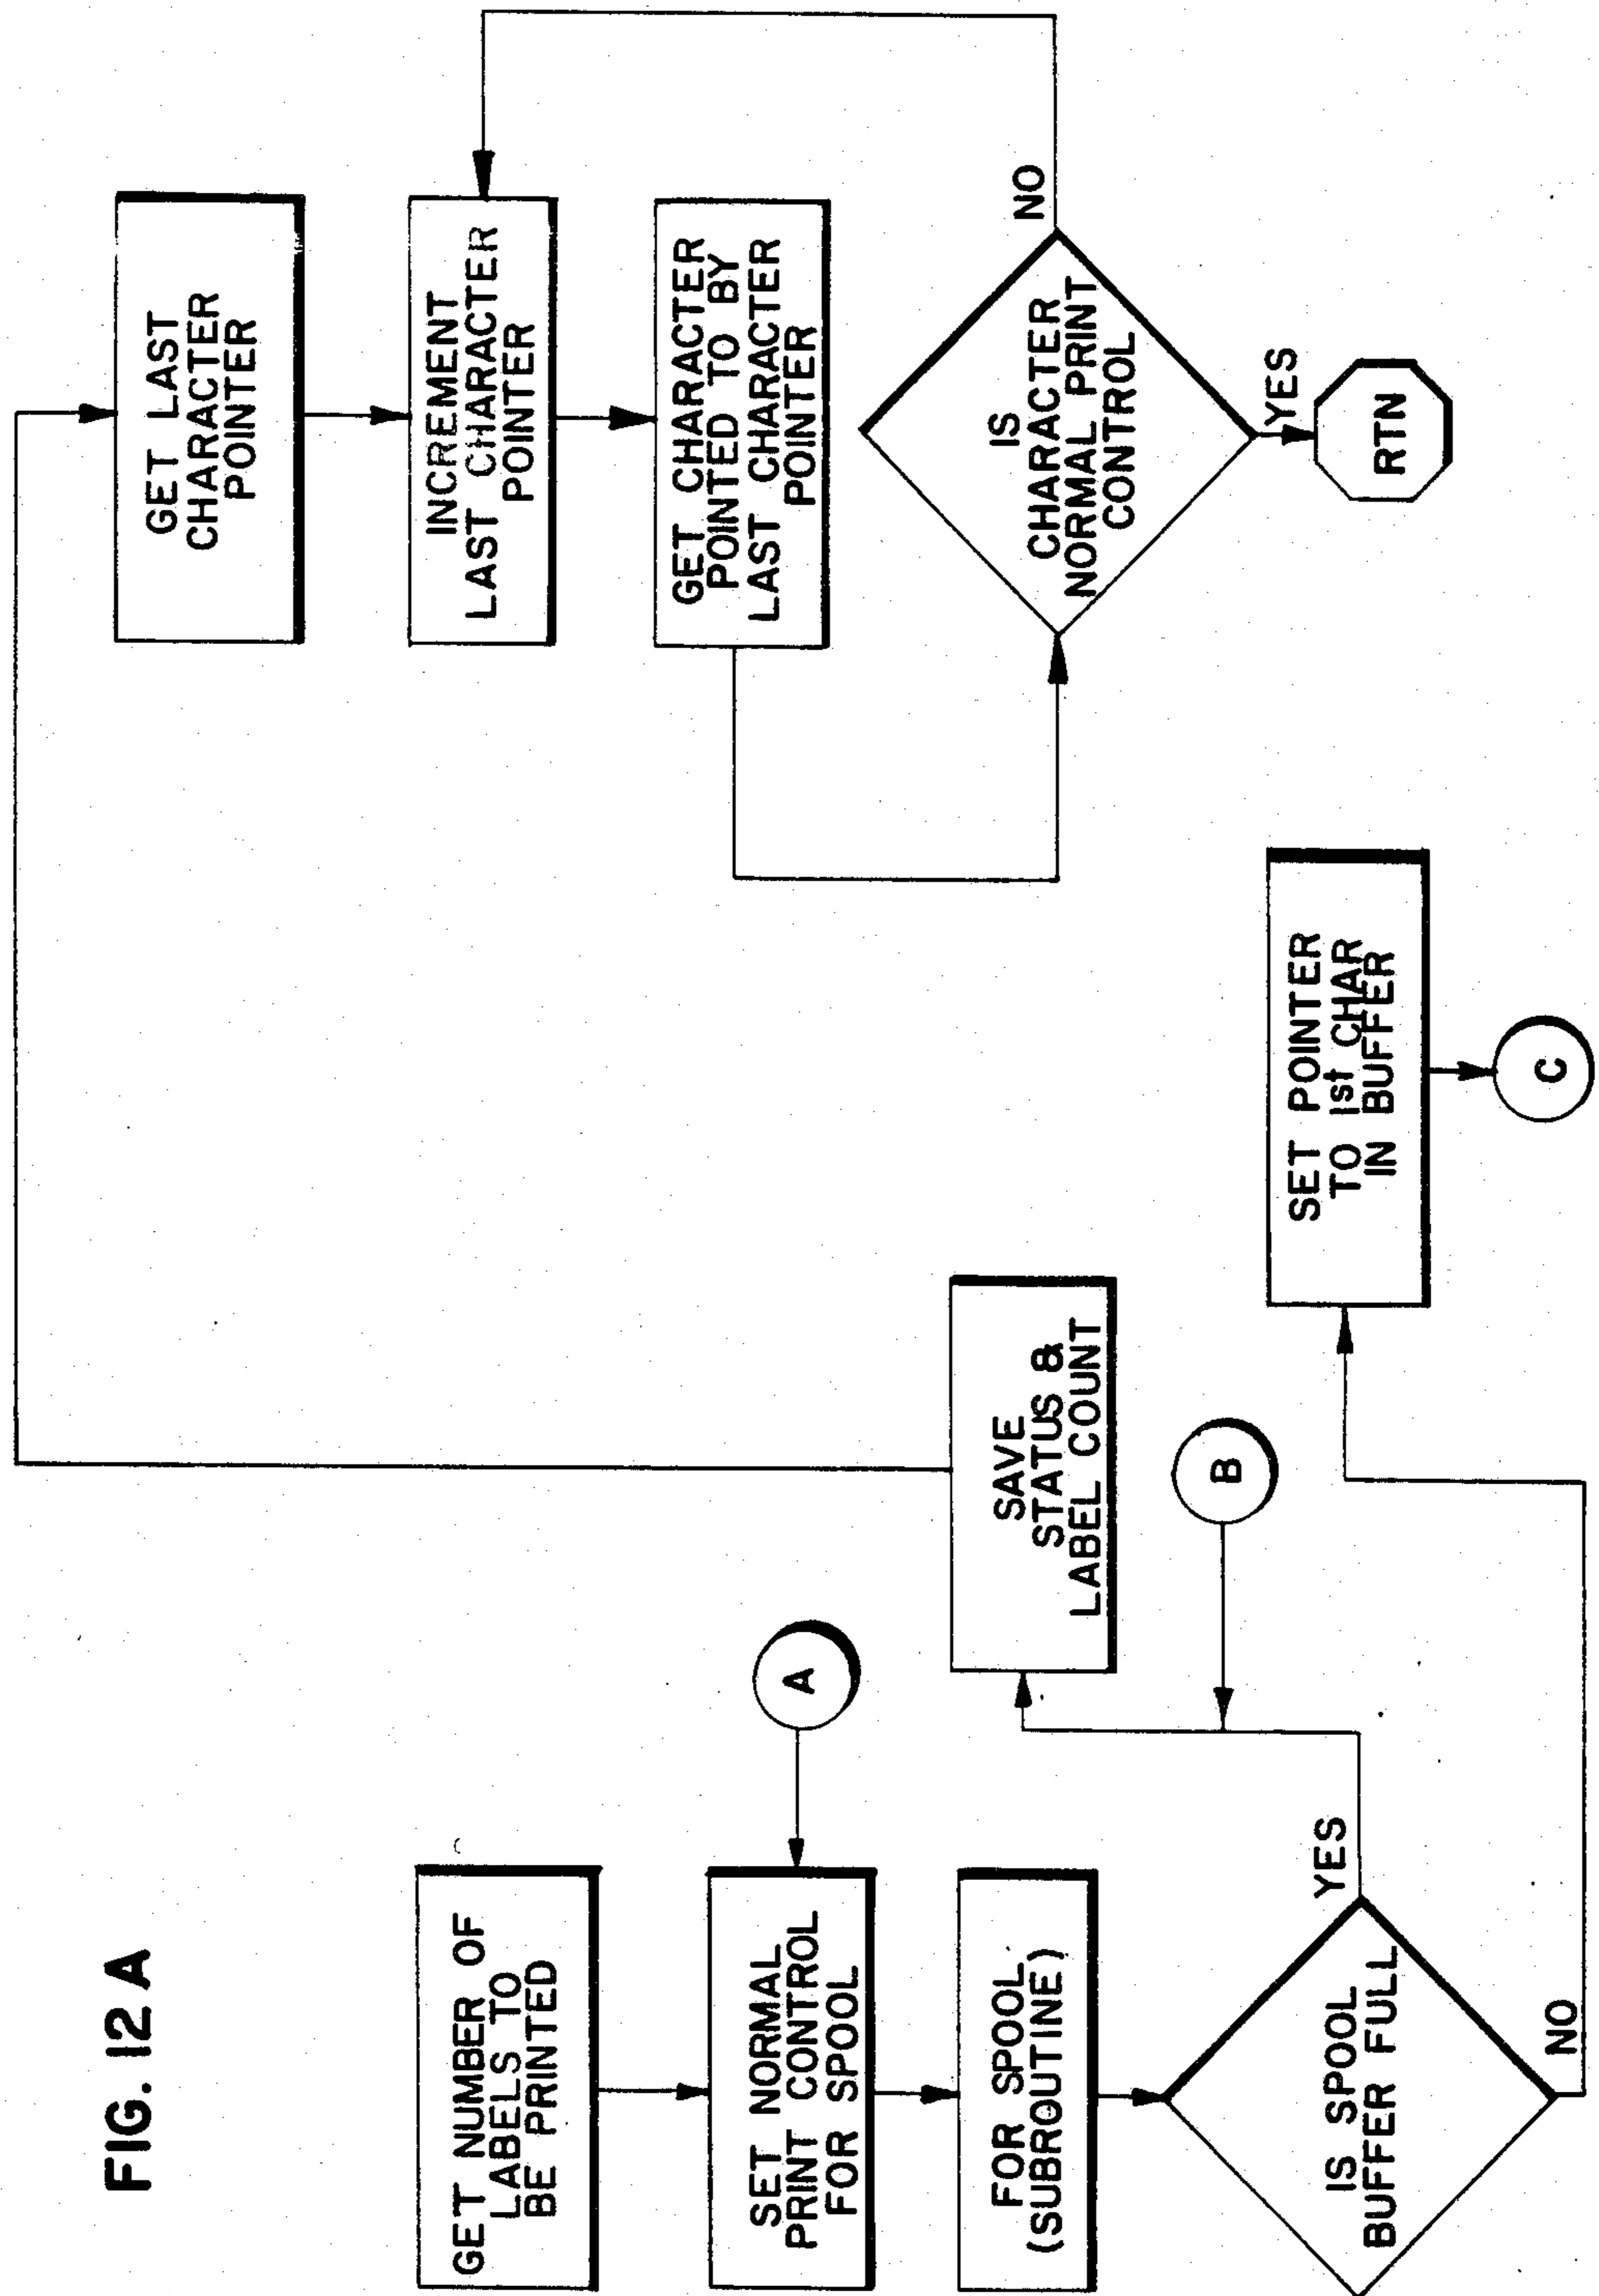 FIG. 12 A
GET NUMBER OF
LABELS TO
BE PRINTED
A
SET NORMAL
PRINT CONTROL
FOR SPOOL
FOR SPOOL
(SUBROUTINE)
IS SPOOL
BUFFER FULL
YES
NO
B
SAVE
STATUS &
LABEL COUNT
SET POINTER
TO 1st CHAR
IN BUFFER
C
GET LAST
CHARACTER
POINTER
INCREMENT
LAST CHARACTER
POINTER
GET CHARACTER
POINTED TO BY
LAST CHARACTER
POINTER
IS
CHARACTER
NORMAL PRINT
CONTROL
NO
YES
RTN